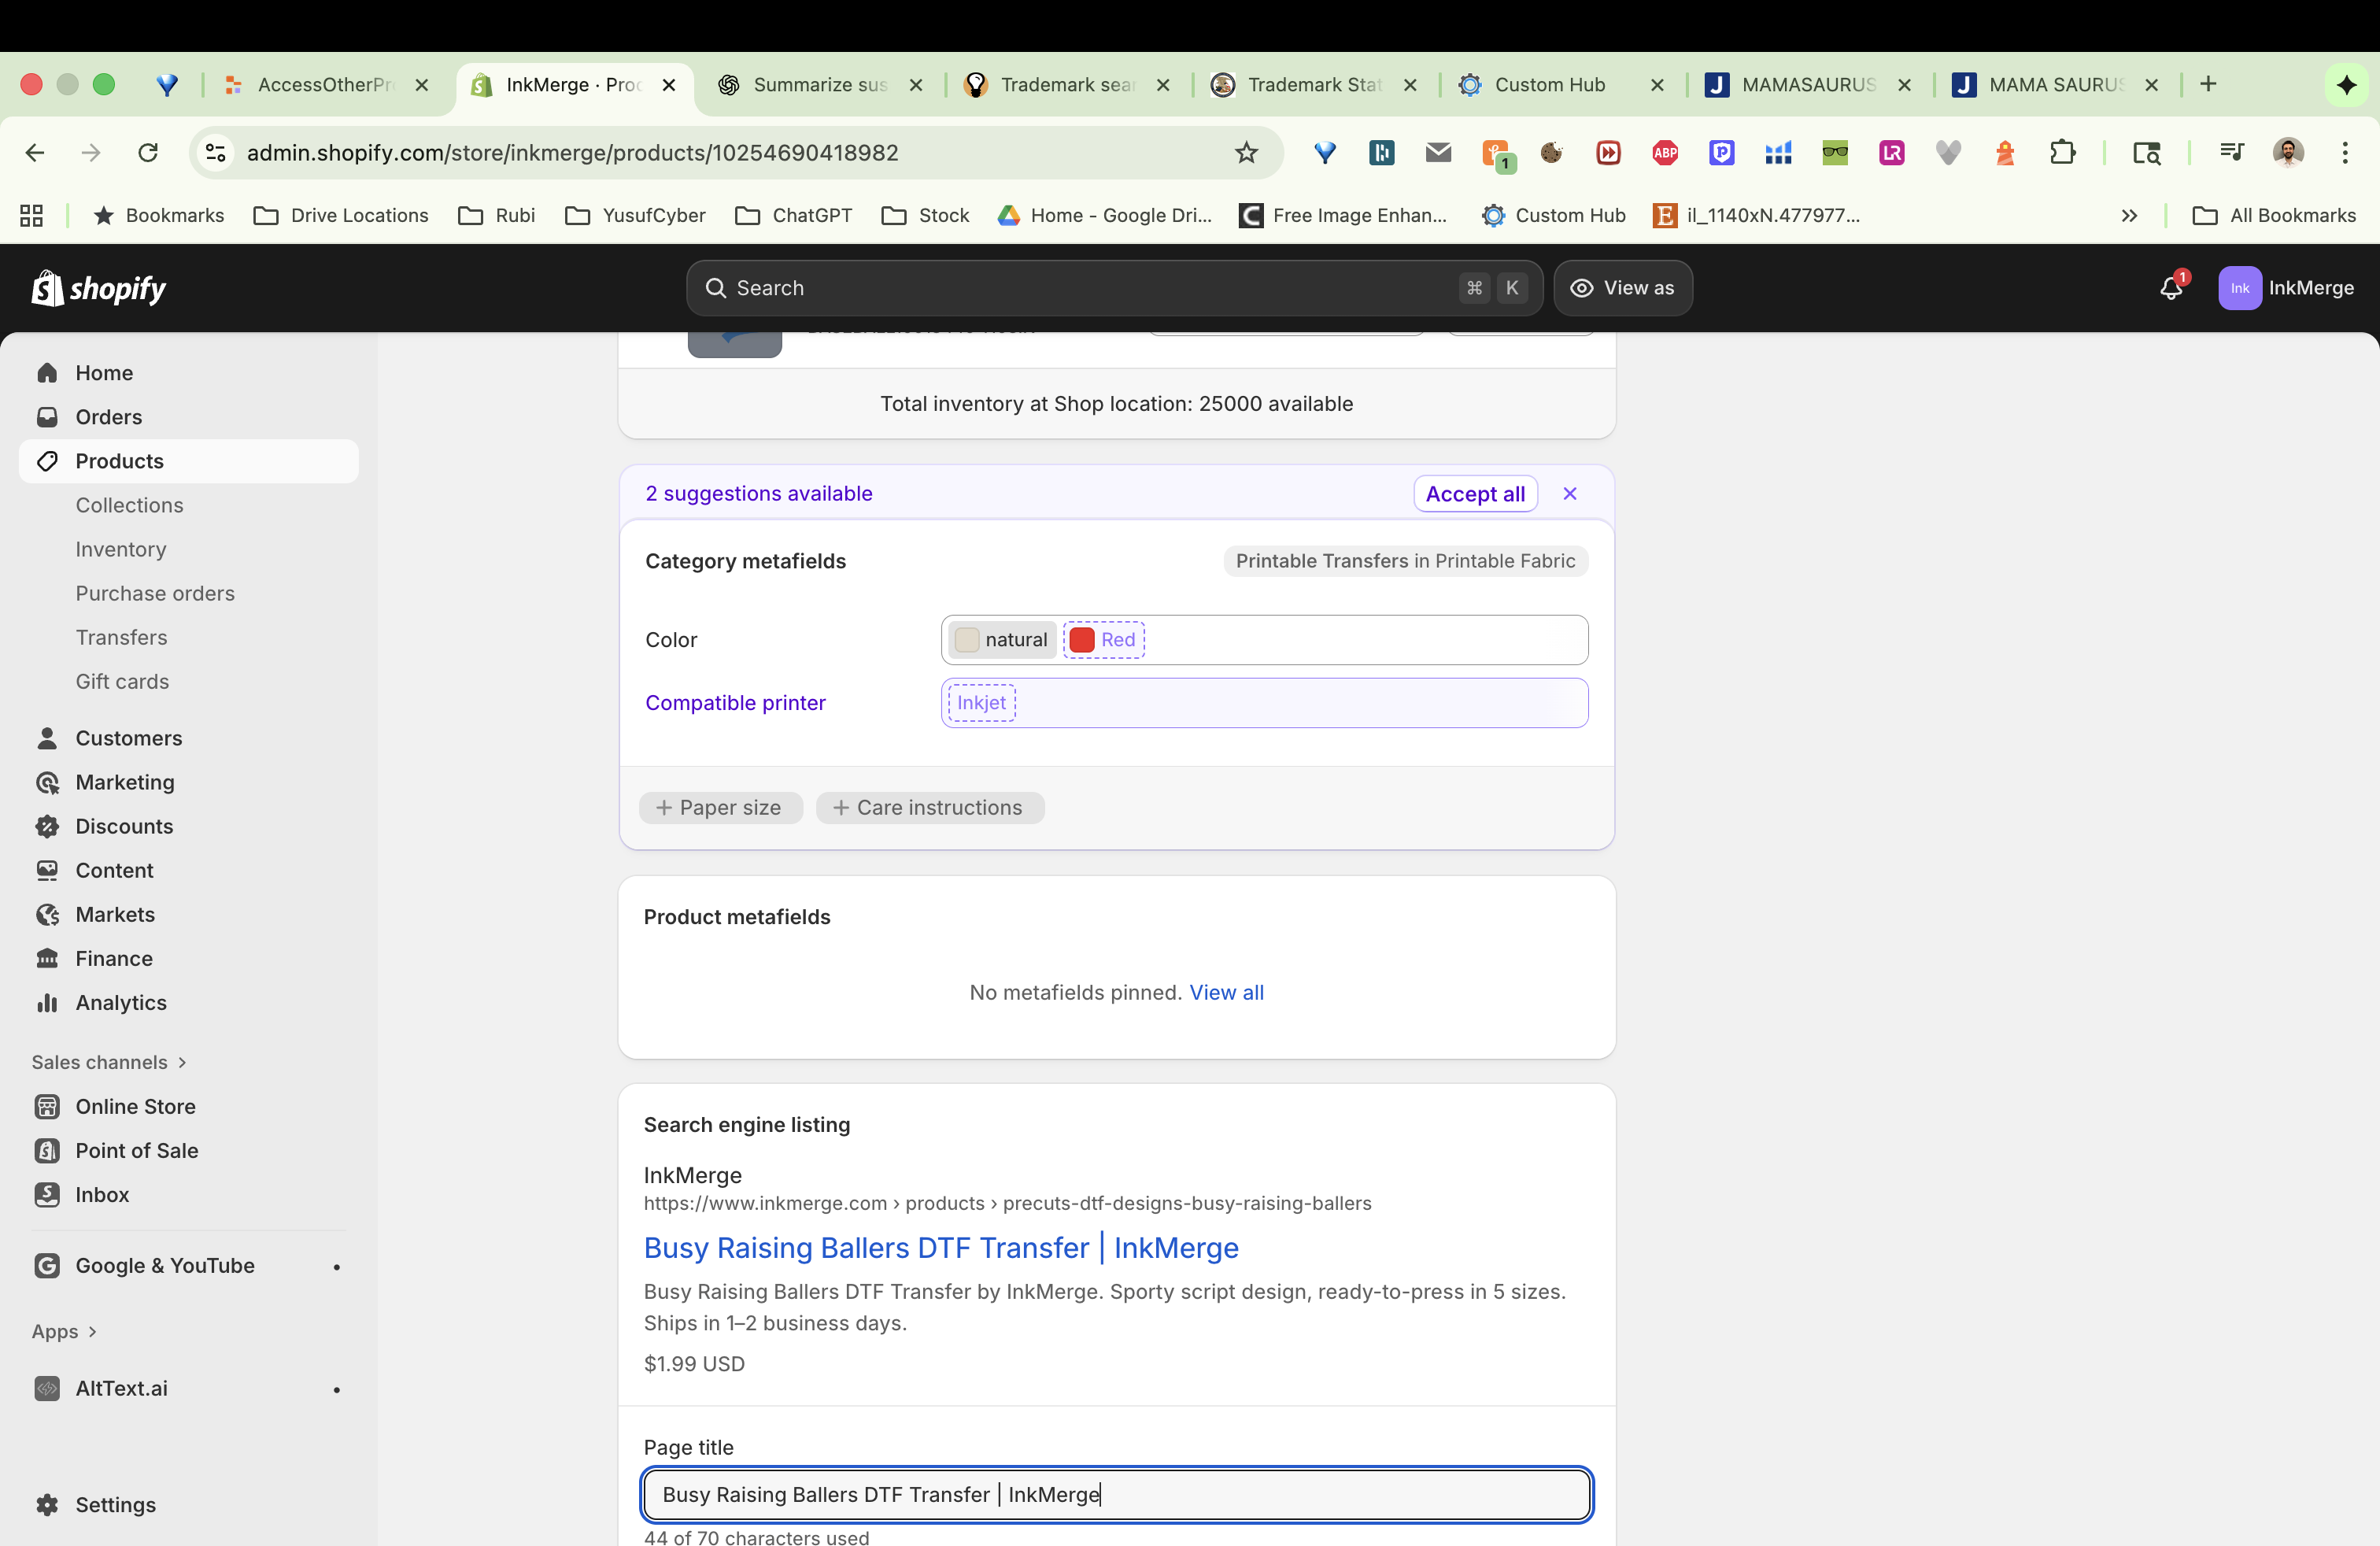 AccessOtherPr
InkMerge · Proc
Summarize sus
Trademark sear
Trademark Stat
Custom Hub
MAMASAURUS
MAMA SAURUS
admin.shopify.com/store/inkmerge/products/10254690418982
1
ABP
LR
Bookmarks
Drive Locations
Rubi
YusufCyber
ChatGPT
Stock
Home - Google Dri...
Free Image Enhan...
Custom Hub
il_1140xN.477977...
All Bookmarks
shopify
Search
⌘ K
View as
1
Ink
InkMerge
Home
Orders
Products
Collections
Inventory
Purchase orders
Transfers
Gift cards
Customers
Marketing
Discounts
Content
Markets
Finance
Analytics
Sales channels
Online Store
Point of Sale
Inbox
Google & YouTube
Apps
AltText.ai
Settings
Total inventory at Shop location: 25000 available
2 suggestions available
Accept all
Category metafields
Printable Transfers in Printable Fabric
Color
natural
Red
Compatible printer
Inkjet
+ Paper size
+ Care instructions
Product metafields
No metafields pinned. View all
Search engine listing
InkMerge
https://www.inkmerge.com › products › precuts-dtf-designs-busy-raising-ballers
Busy Raising Ballers DTF Transfer | InkMerge
Busy Raising Ballers DTF Transfer by InkMerge. Sporty script design, ready-to-press in 5 sizes.
Ships in 1–2 business days.
$1.99 USD
Page title
Busy Raising Ballers DTF Transfer | InkMerge
44 of 70 characters used